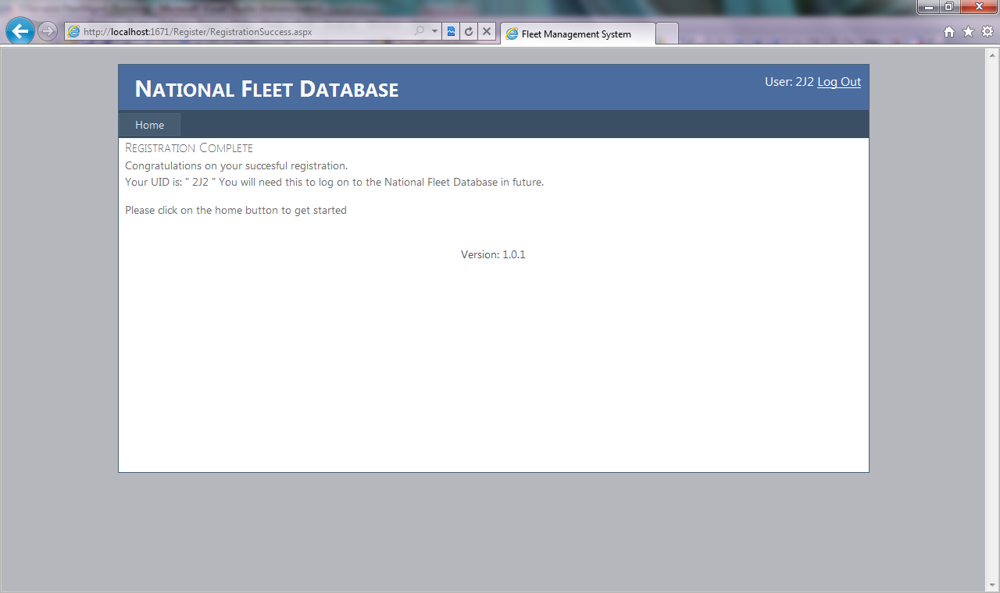 http://localhost:1671/Register/RegistrationSuccess.aspx
Fleet Management System
National Fleet Database
User: 2J2 Log Out
Home
Registration Complete
Congratulations on your succesful registration.
Your UID is: " 2J2 " You will need this to log on to the National Fleet Database in future.
Please click on the home button to get started
Version: 1.0.1